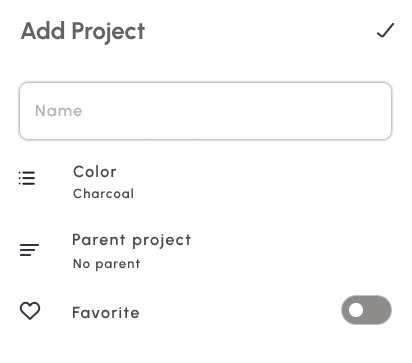 Add Project
Name
Color
Charcoal
Parent project
No parent
Favorite